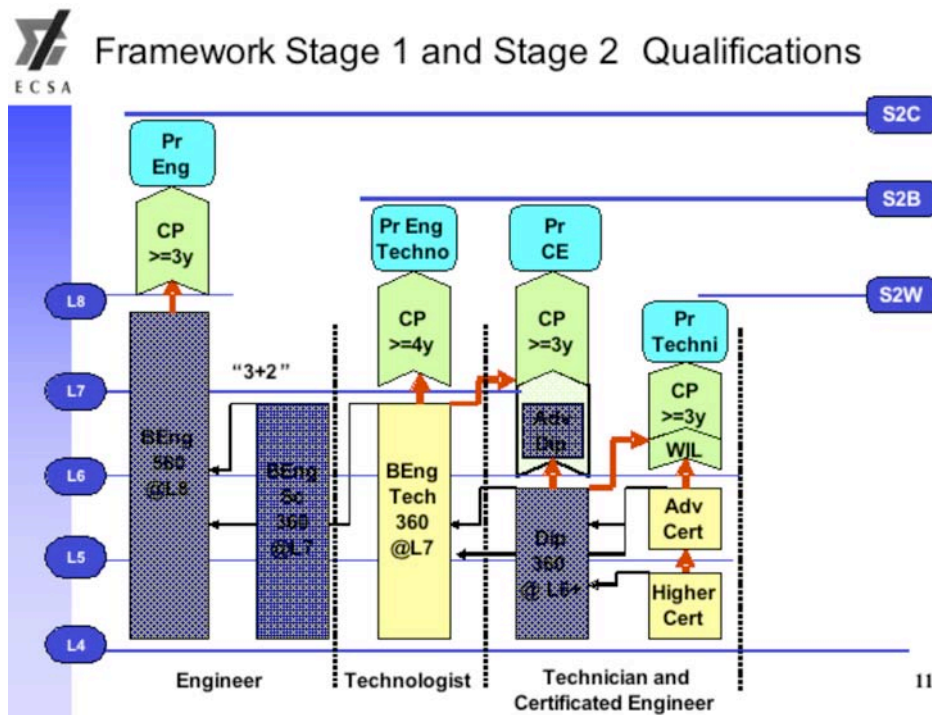 ECSA
Framework Stage 1 and Stage 2 Qualifications
S2C
Pr
Eng
S2B
CP
>=3y
Pr Eng
Techno
Pr
CE
S2W
L8
CP
>=4y
CP
>=3y
Pr
Techni
"3+2"
L7
CP
>=3y
Adv
Dip
WIL
BEng
560
@L8
L6
BEng
Sc
360
@L7
BEng
Tech
360
@L7
Adv
Cert
Dip
360
@ L6+
L5
Higher
Cert
L4
Engineer
Technologist
Technician and
Certificated Engineer
11